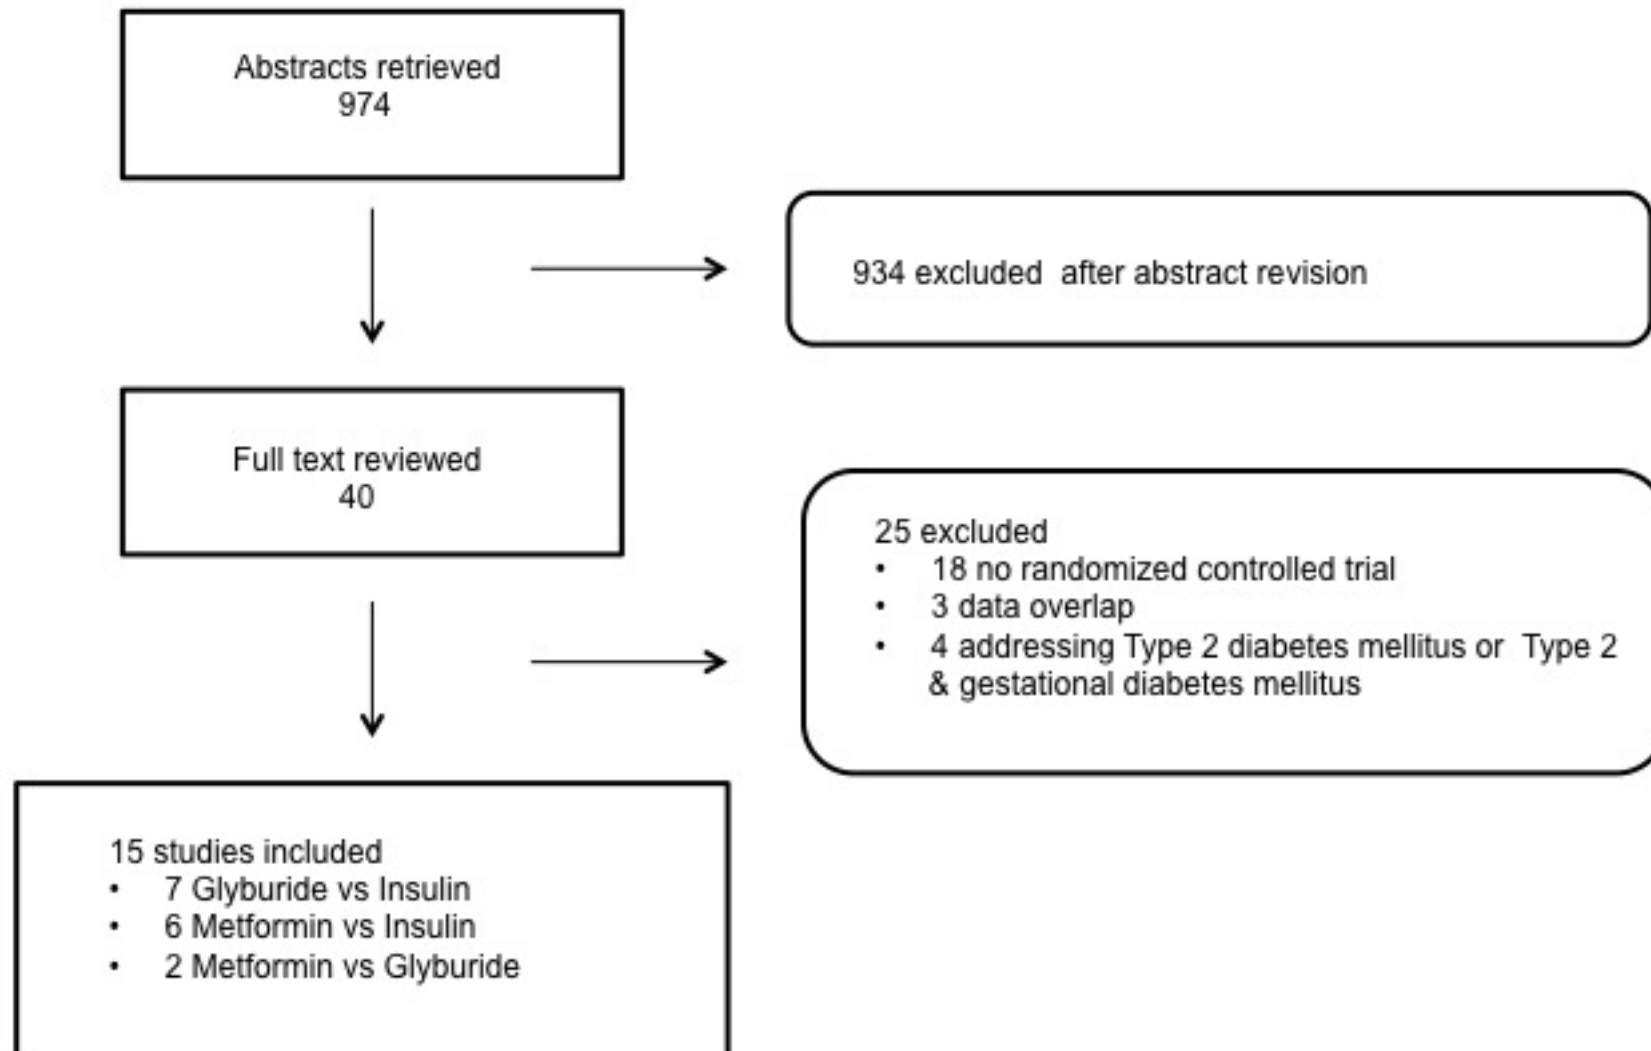 Abstracts retrieved
974
934 excluded after abstract revision
Full text reviewed
40
25 excluded
• 18 no randomized controlled trial
• 3 data overlap
• 4 addressing Type 2 diabetes mellitus or Type 2
& gestational diabetes mellitus
15 studies included
• 7 Glyburide vs Insulin
• 6 Metformin vs Insulin
• 2 Metformin vs Glyburide